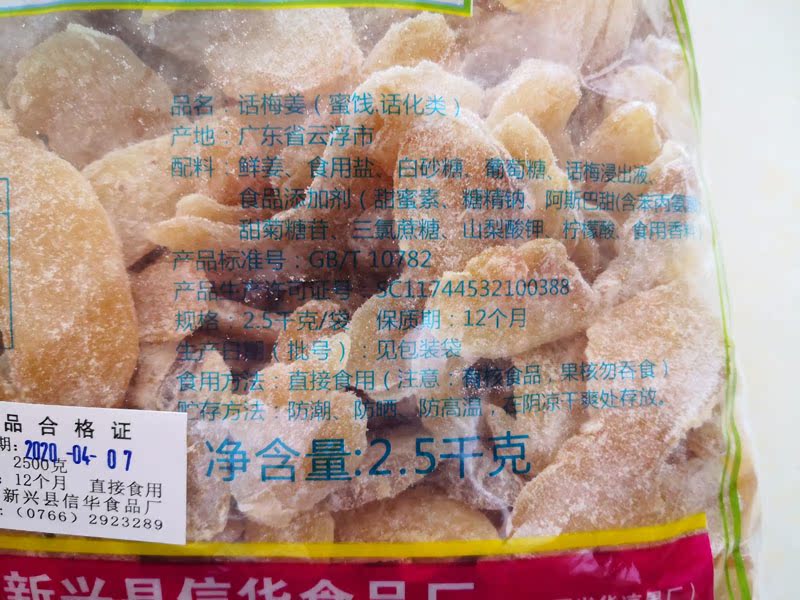 品名：话梅姜（蜜饯.话化类）
产地：广东省云浮市
配料：鲜姜、食用盐、白砂糖、葡萄糖、话梅浸出液、
食品添加剂（甜蜜素、糖精钠、阿斯巴甜(含苯丙氨酸
甜菊糖苷、三氯蔗糖、山梨酸钾、柠檬酸、食用香料
产品标准号：GB/T 10782
产品生产许可证号 SC11744532100388
规格 2.5千克/袋 保质期：12个月
生产日期（批号）：见包装袋
食用方法：直接食用（注意：有核食品，果核勿吞食）
贮存方法：防潮、防晒、防高温，在阴凉干爽处存放。
净含量:2.5千克
品合格证
期: 2020-04-07
2500克
: 12个月 直接食用
新兴县信华食品厂
: (0766) 2923289
新兴县信华食品厂